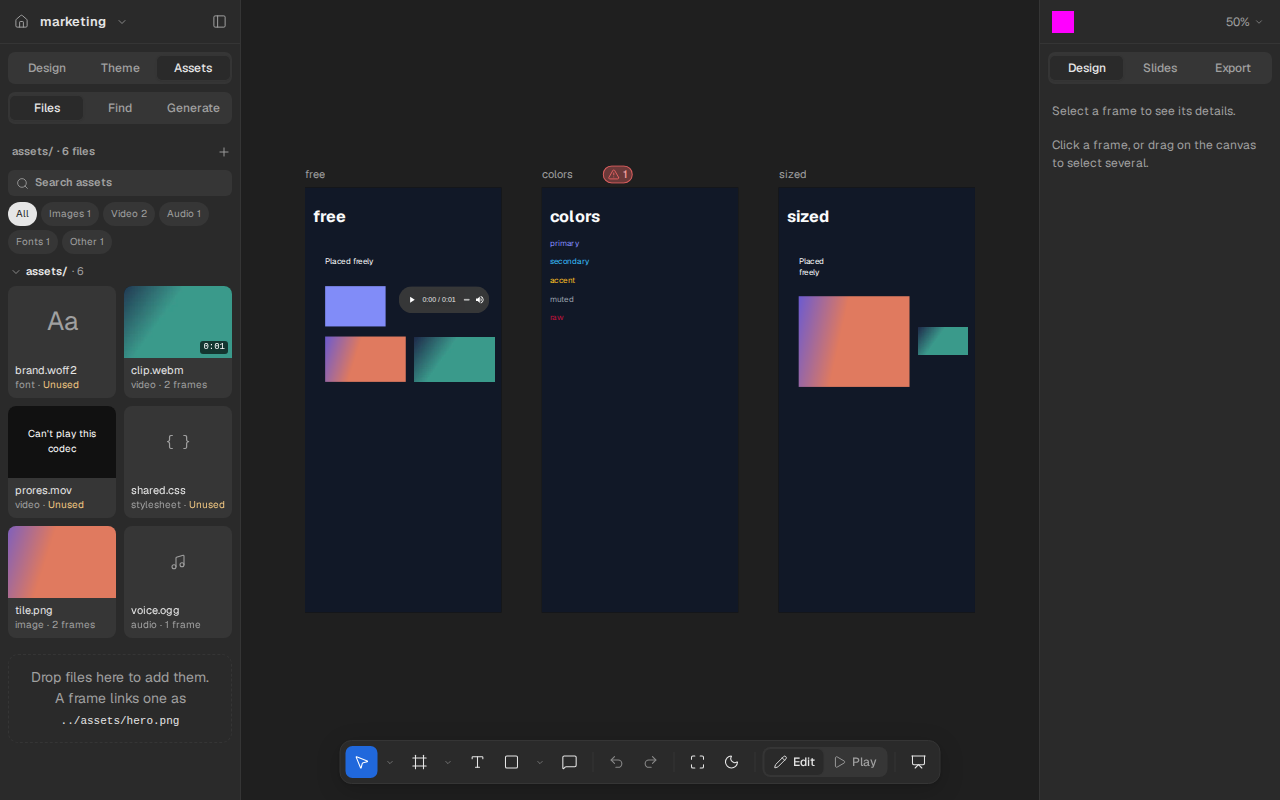 marketing
50%
Design Theme Assets
Files Find Generate
assets/ · 6 files
Search assets
All Images 1 Video 2 Audio 1
Fonts 1 Other 1
assets/ · 6
Aa
brand.woff2
font · Unused
0:01
clip.webm
video · 2 frames
Can't play this
codec
prores.mov
video · Unused
{ }
shared.css
stylesheet · Unused
tile.png
image · 2 frames
voice.ogg
audio · 1 frame
Drop files here to add them.
A frame links one as
../assets/hero.png
free
free
Placed freely
0:00 / 0:01
colors
1
colors
primary
secondary
accent
muted
raw
sized
sized
Placed
freely
Edit Play
Design Slides Export
Select a frame to see its details.
Click a frame, or drag on the canvas
to select several.